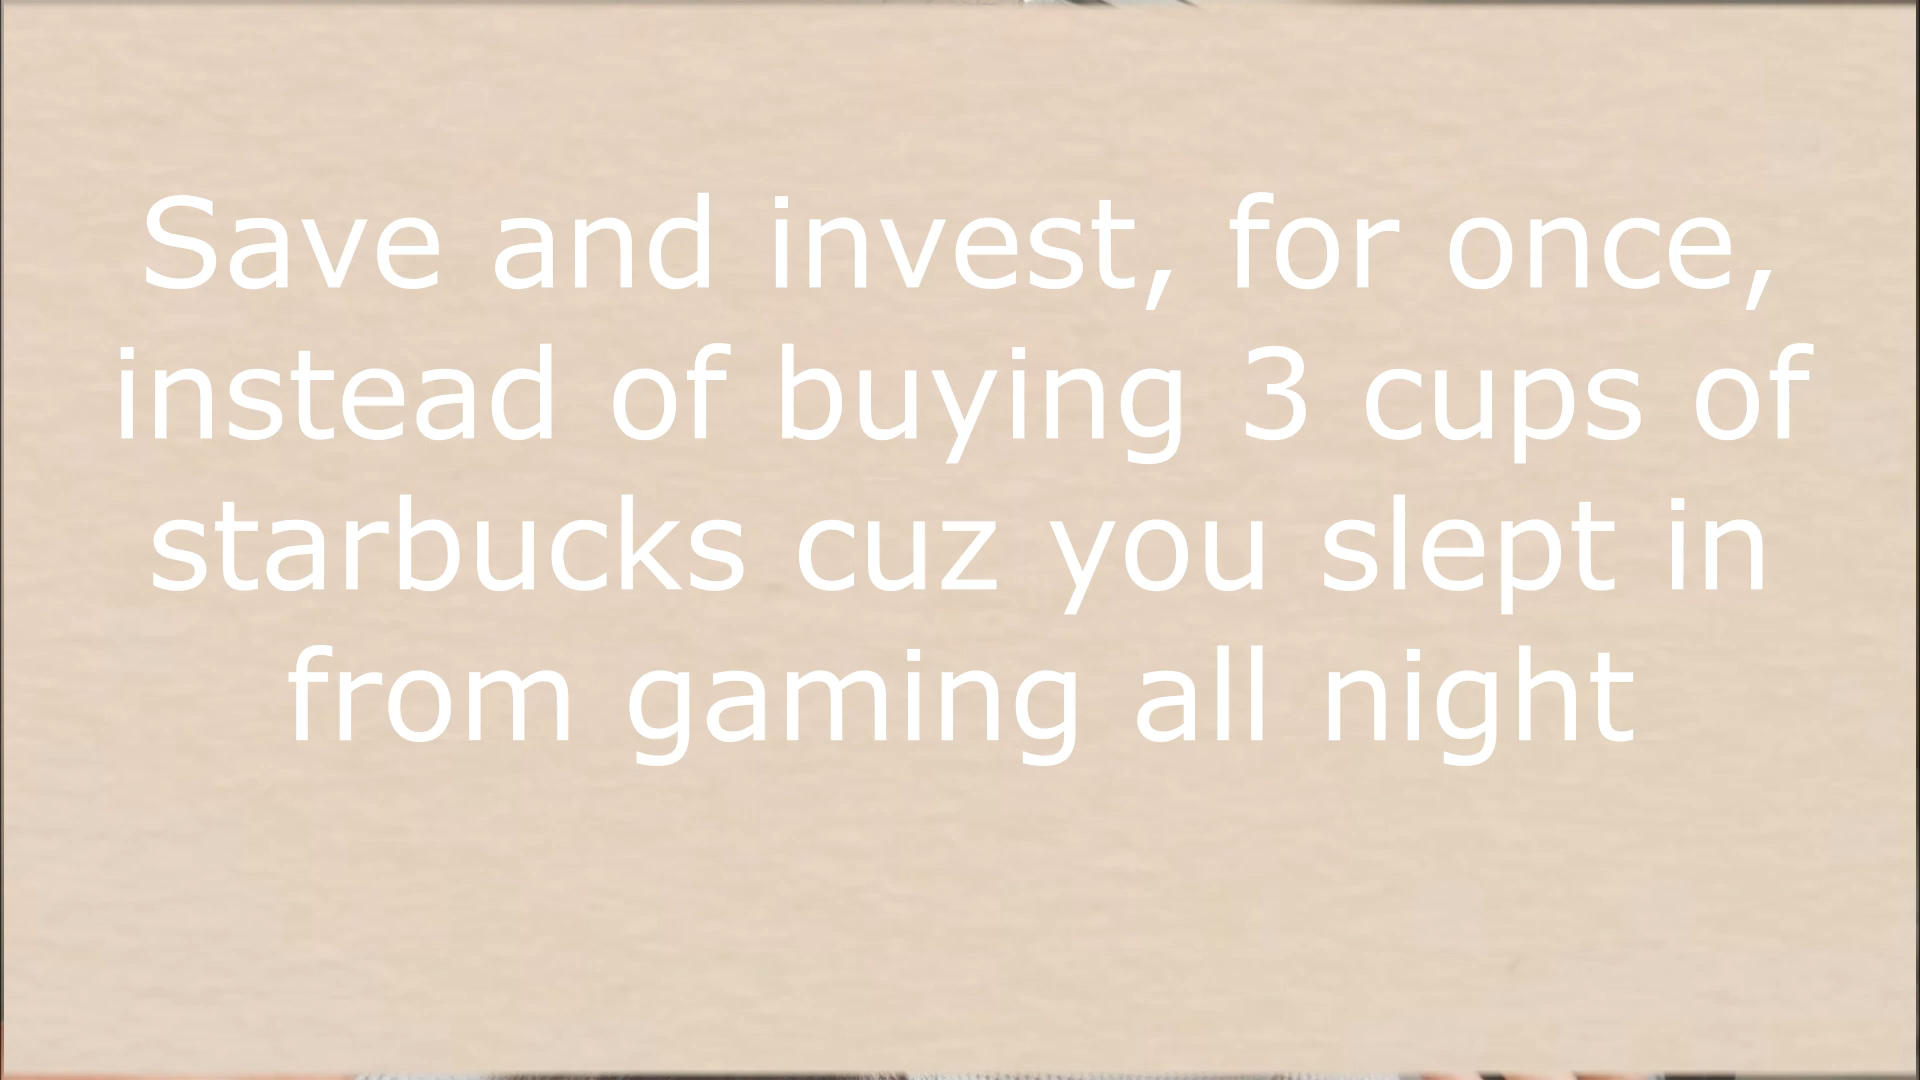 Save and invest, for once,
instead of buying 3 cups of
starbucks cuz you slept in
from gaming all night